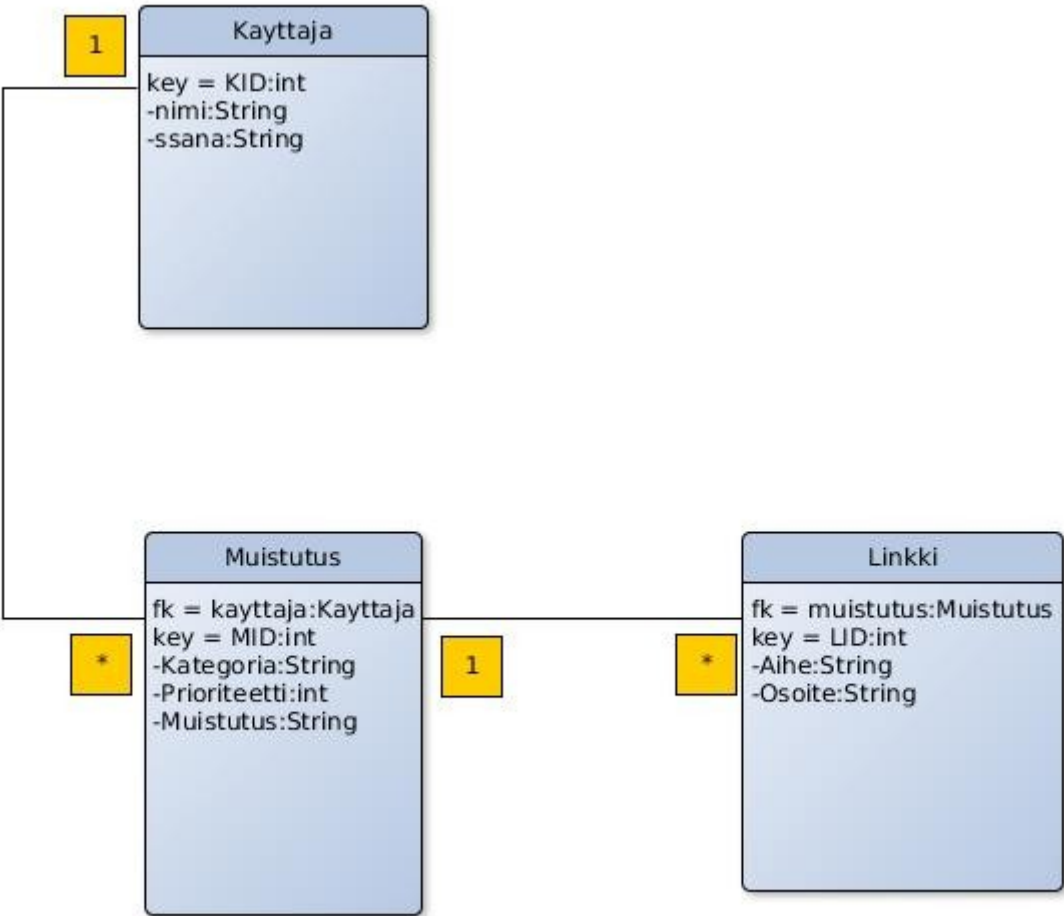 1
Kayttaja
key = KID:int
-nimi:String
-ssana:String
Muistutus
fk = kayttaja:Kayttaja
key = MID:int
-Kategoria:String
-Prioriteetti:int
-Muistutus:String
*
1
*
Linkki
fk = muistutus:Muistutus
key = LID:int
-Aihe:String
-Osoite:String